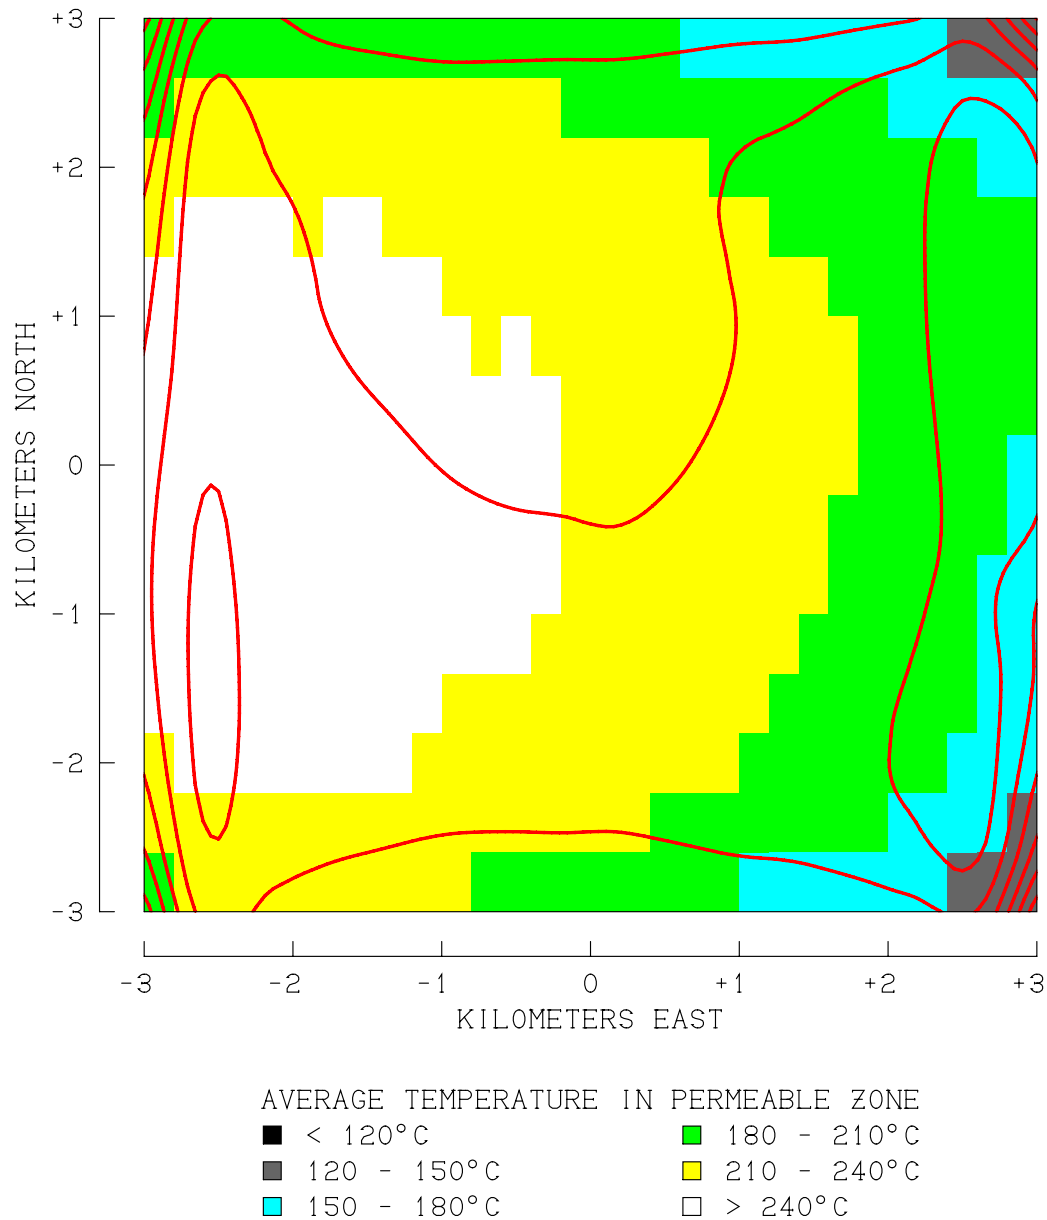 +3
+2
+1
0
-1
-2
-3
KILOMETERS NORTH
-3 -2 -1 0 +1 +2 +3
KILOMETERS EAST
AVERAGE TEMPERATURE IN PERMEABLE ZONE
< 120°C 180 - 210°C
120 - 150°C 210 - 240°C
150 - 180°C > 240°C